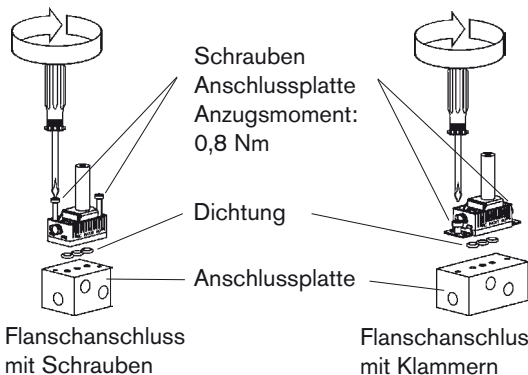 Schrauben
Anschlussplatte
Anzugsmoment:
0,8 Nm
Dichtung
Anschlussplatte
Flanschanschluss
mit Schrauben
Flanschanschlus
mit Klammern